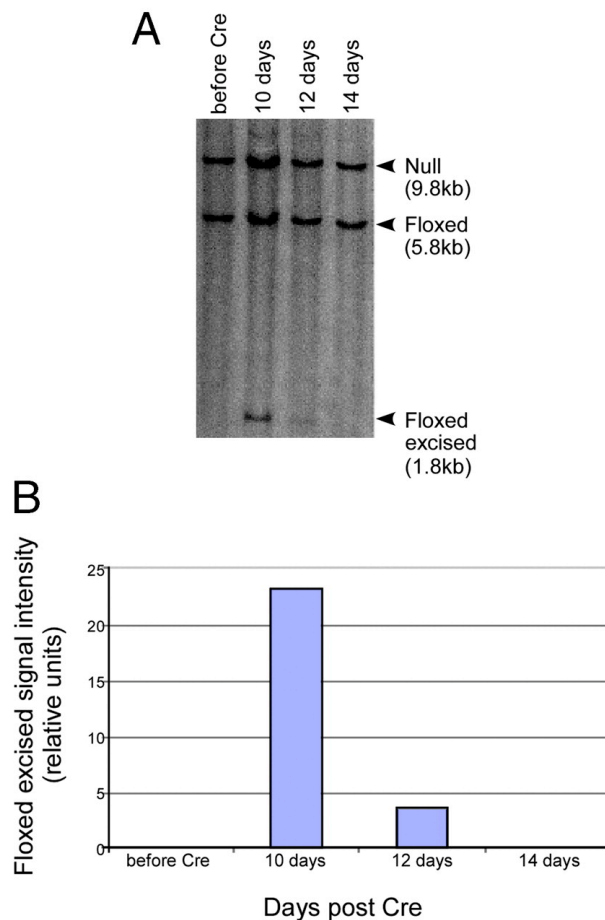 A
before Cre
10 days
12 days
14 days
Null
(9.8kb)
Floxed
(5.8kb)
Floxed
excised
(1.8kb)
B
Floxed excised signal intensity
(relative units)
25
20
15
10
5
0
before Cre
10 days
12 days
14 days
Days post Cre